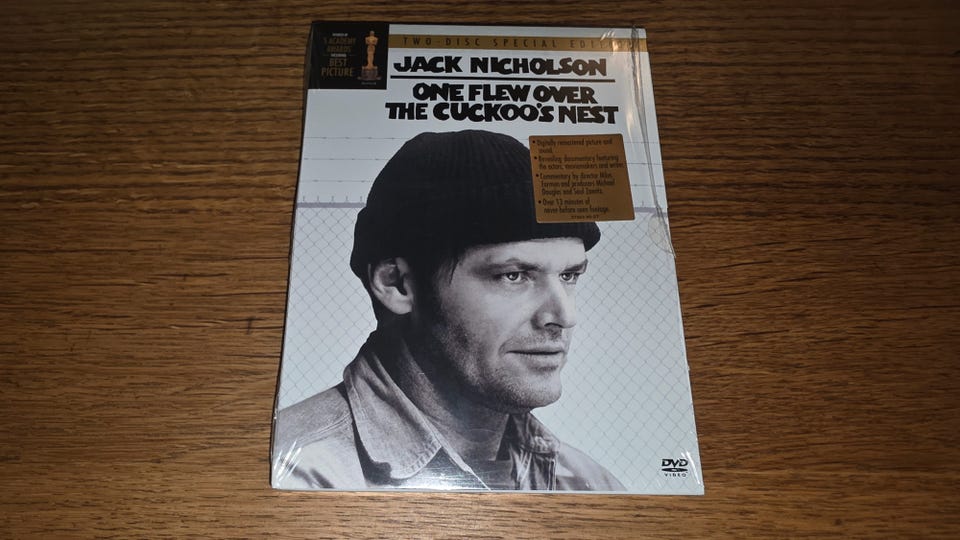 WINNER OF
5 ACADEMY
AWARDS
INCLUDING
BEST
PICTURE
TWO DISC SPECIAL EDI
JACK NICHOLSON
ONE FLEW OVER
THE CUCKOO'S NEST
• Digitally remastered picture and
sound.
• Revealing documentary featuring
the actors, moviemakers and writer.
• Commentary by director Milos
Forman and producers Michael
Douglas and Saul Zaentz.
• Over 13 minutes of
never before seen footage.
DVD
VIDEO